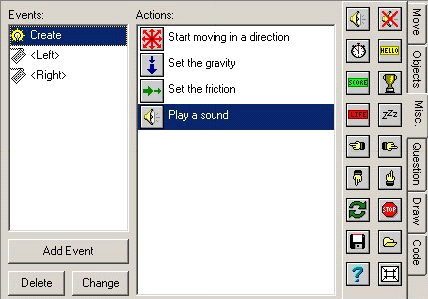 Events:
Create
<Left>
<Right>
Add Event
Delete
Change
Actions:
Start moving in a direction
Set the gravity
Set the friction
Play a sound
HELLO
SCORE
LIFE
zzz
STOP
?
Move
Objects
Misc.
Question
Draw
Code